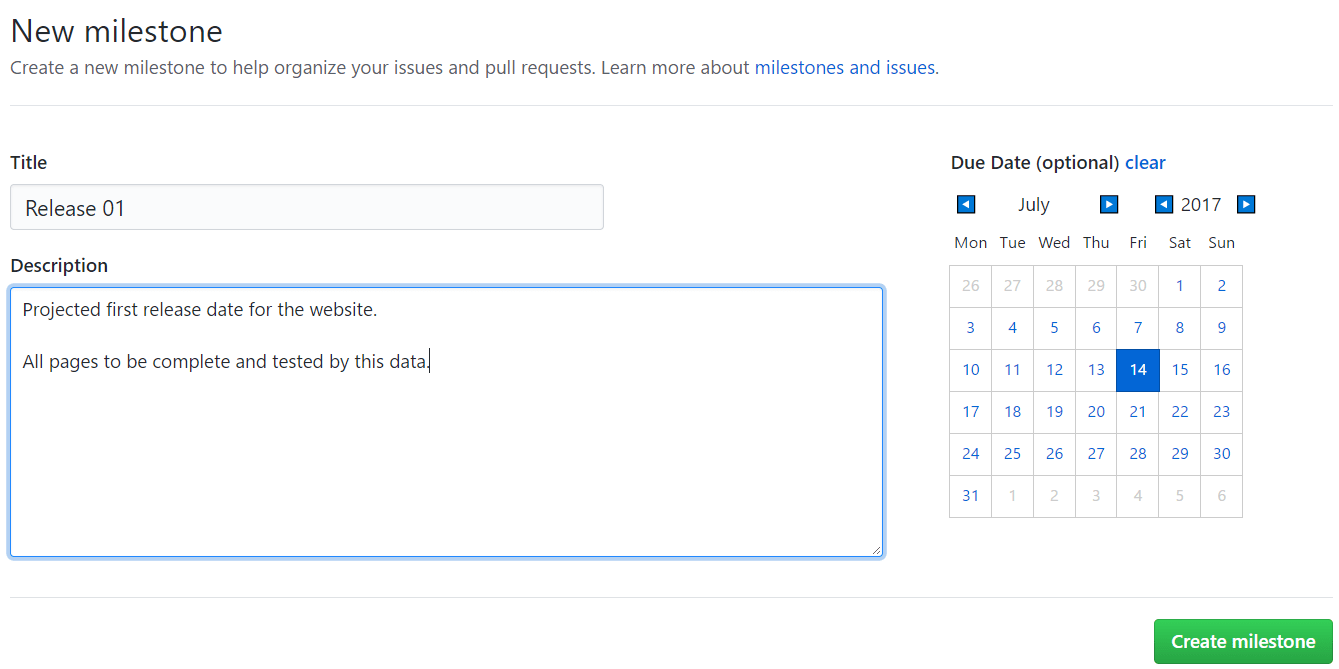 New milestone
Create a new milestone to help organize your issues and pull requests. Learn more about milestones and issues.
Title
Release 01
Description
Projected first release date for the website.
All pages to be complete and tested by this data.
Due Date (optional) clear
July 2017
Mon Tue Wed Thu Fri Sat Sun
26 27 28 29 30 1 2
3 4 5 6 7 8 9
10 11 12 13 14 15 16
17 18 19 20 21 22 23
24 25 26 27 28 29 30
31 1 2 3 4 5 6
Create milestone